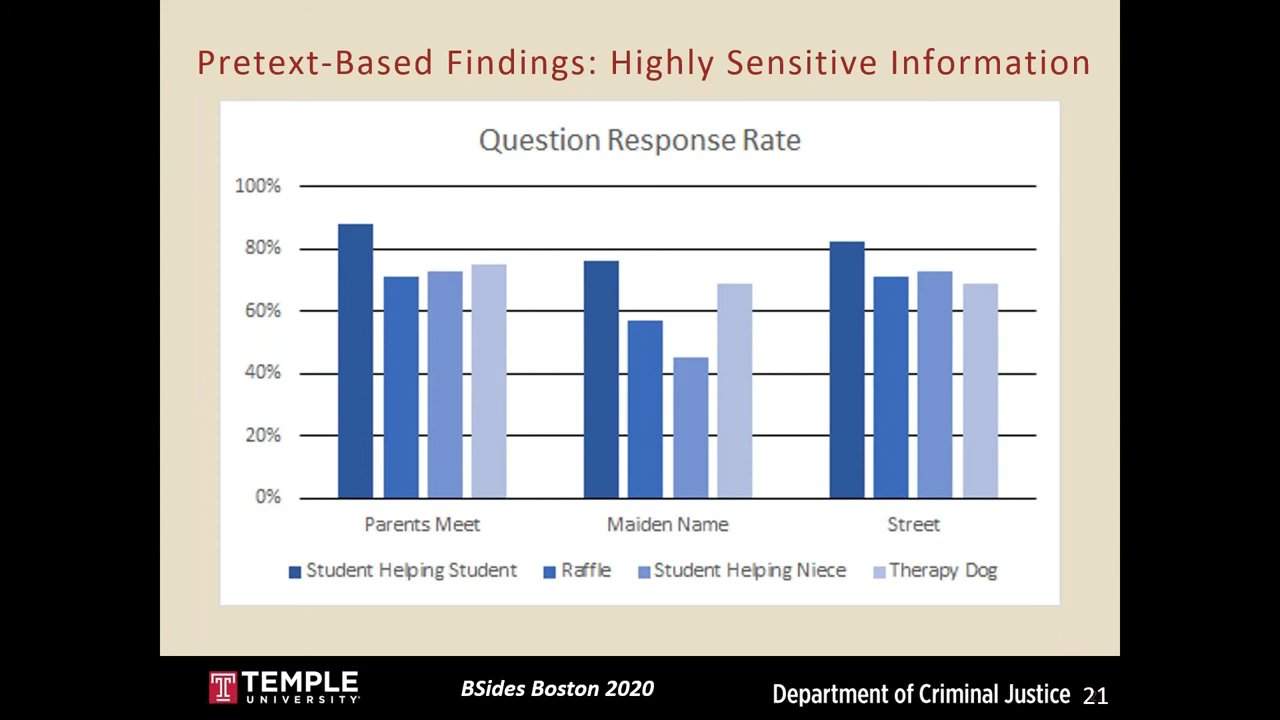 Pretext-Based Findings: Highly Sensitive Information
Question Response Rate
100%
80%
60%
40%
20%
0%
Parents Meet Maiden Name Street
Student Helping Student Raffle Student Helping Niece Therapy Dog
TEMPLE
UNIVERSITY
BSides Boston 2020
Department of Criminal Justice 21